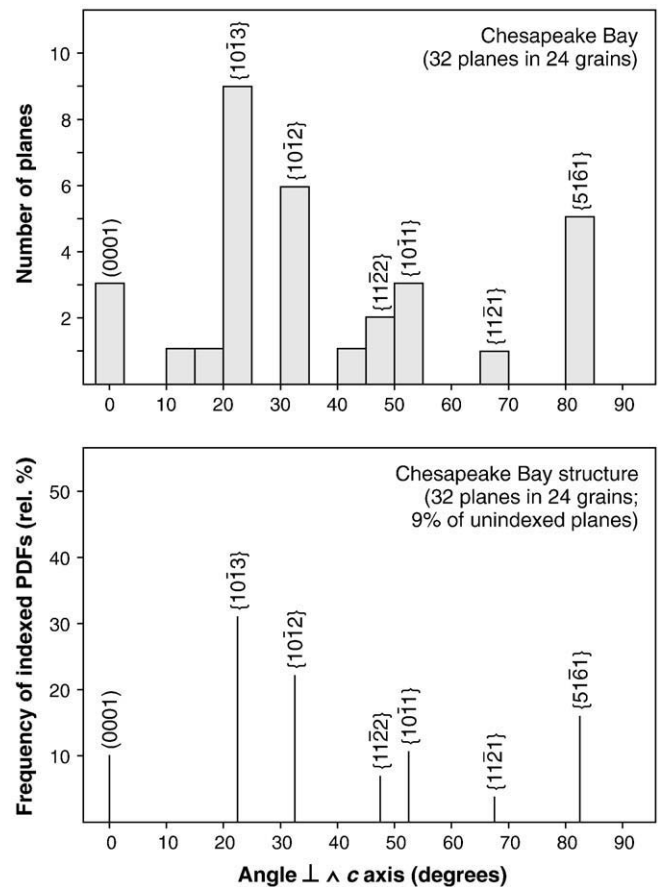 Chesapeake Bay
(32 planes in 24 grains)
Number of planes
10
8
6
4
2
(0001)
{101̄3}
{101̄2}
{112̄2}
{101̄1}
{112̄1}
{516̄1}
0 10 20 30 40 50 60 70 80 90
Chesapeake Bay structure
(32 planes in 24 grains;
9% of unindexed planes)
Frequency of indexed PDFs (rel. %)
50
40
30
20
10
(0001)
{101̄3}
{101̄2}
{112̄2}
{101̄1}
{112̄1}
{516̄1}
0 10 20 30 40 50 60 70 80 90
Angle ⊥ ∧ c axis (degrees)